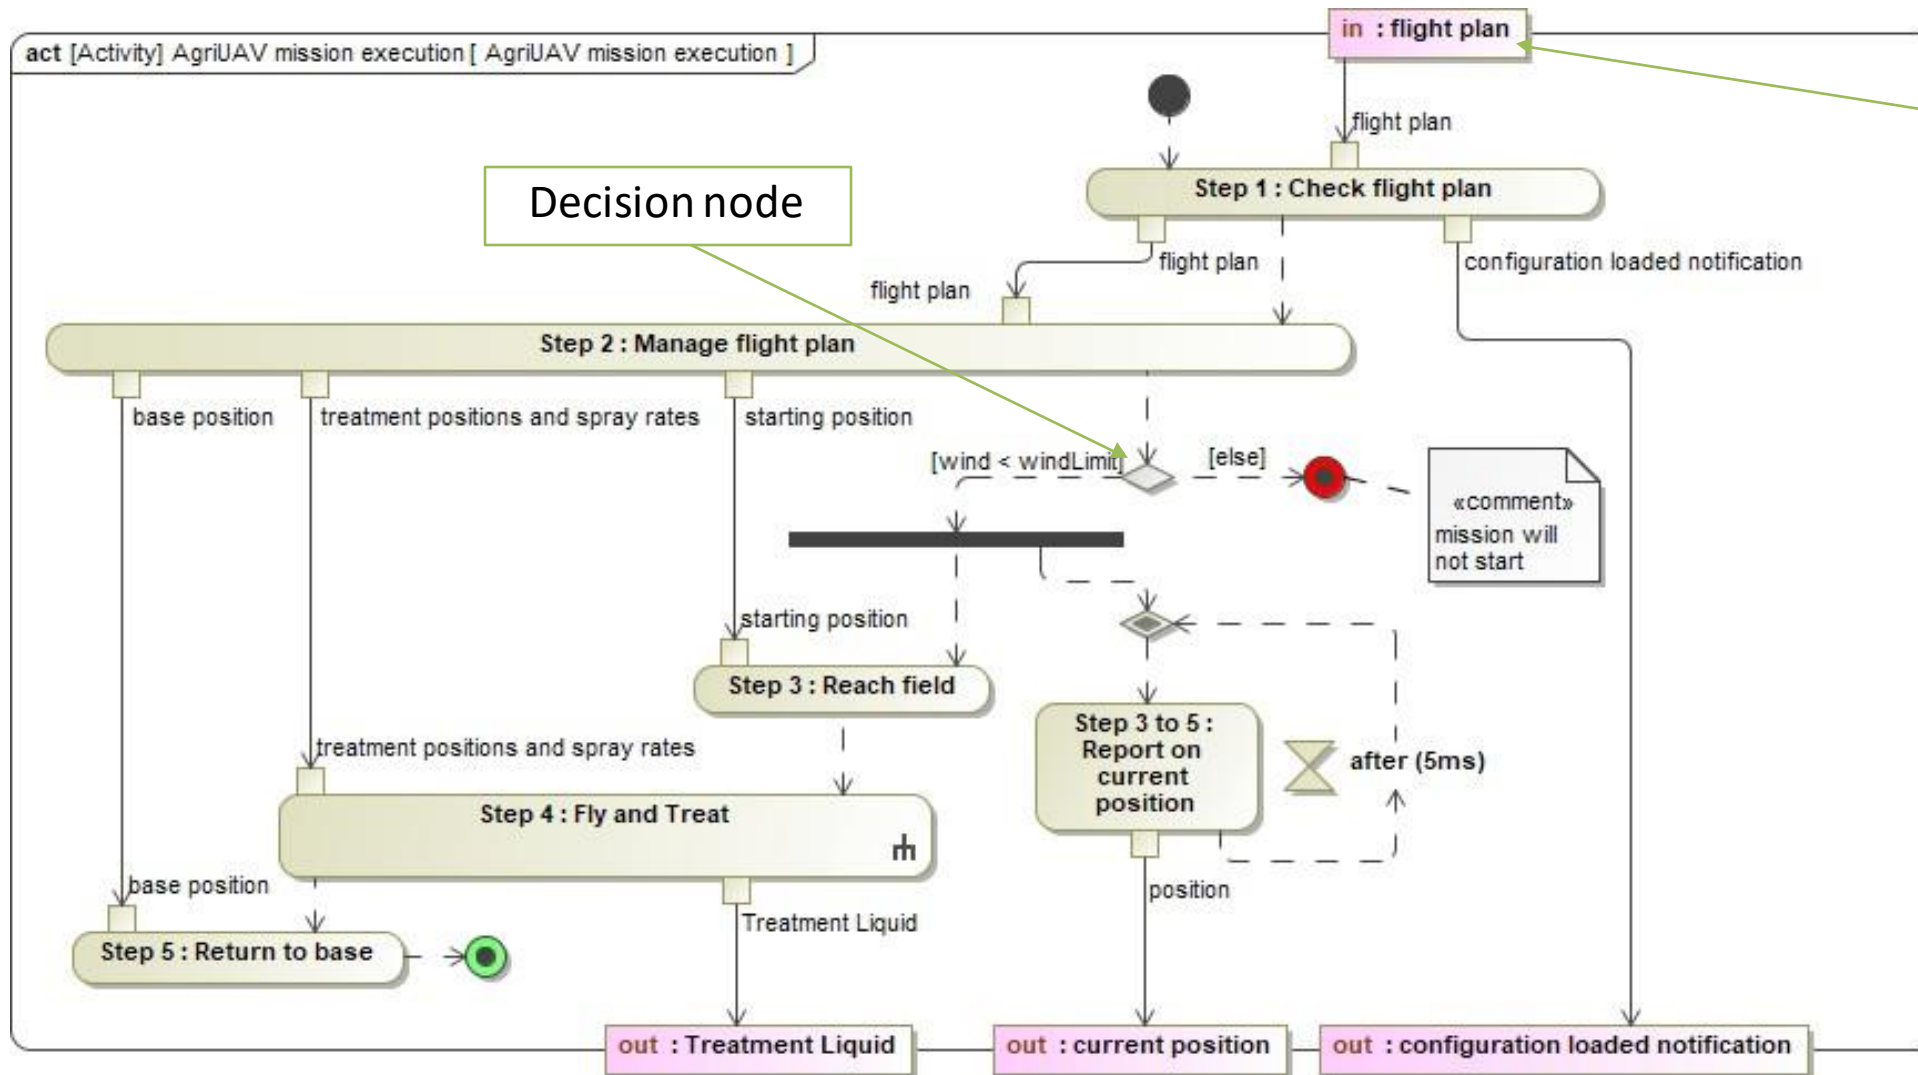 in : flight plan
act [Activity] AgriUAV mission execution [ AgriUAV mission execution ]
flight plan
Decision node
Step 1 : Check flight plan
flight plan
configuration loaded notification
flight plan
Step 2 : Manage flight plan
base position
treatment positions and spray rates
starting position
[wind < windLimit]
[else]
«comment»
mission will
not start
starting position
Step 3 : Reach field
Step 3 to 5 :
Report on
current
position
after (5ms)
treatment positions and spray rates
Step 4 : Fly and Treat
base position
position
Treatment Liquid
Step 5 : Return to base
out : Treatment Liquid
out : current position
out : configuration loaded notification